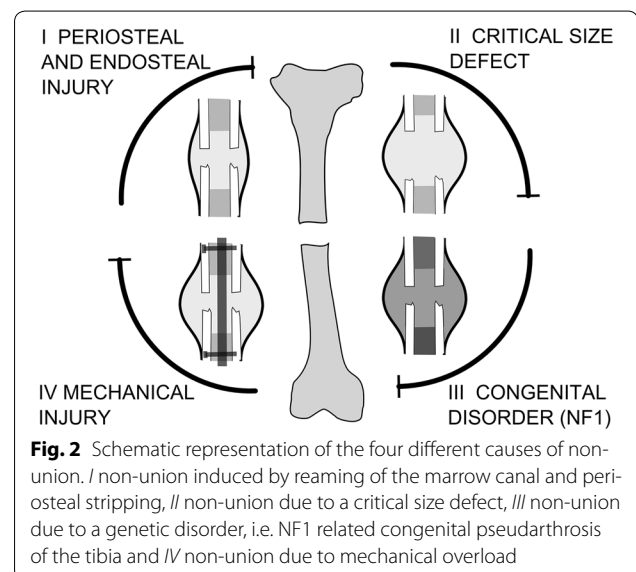 I PERIOSTEAL
AND ENDOSTEAL
INJURY
II CRITICAL SIZE
DEFECT
IV MECHANICAL
INJURY
III CONGENITAL
DISORDER (NF1)
Fig. 2 Schematic representation of the four different causes of non-
union. I non-union induced by reaming of the marrow canal and peri-
osteal stripping, II non-union due to a critical size defect, III non-union
due to a genetic disorder, i.e. NF1 related congenital pseudarthrosis
of the tibia and IV non-union due to mechanical overload